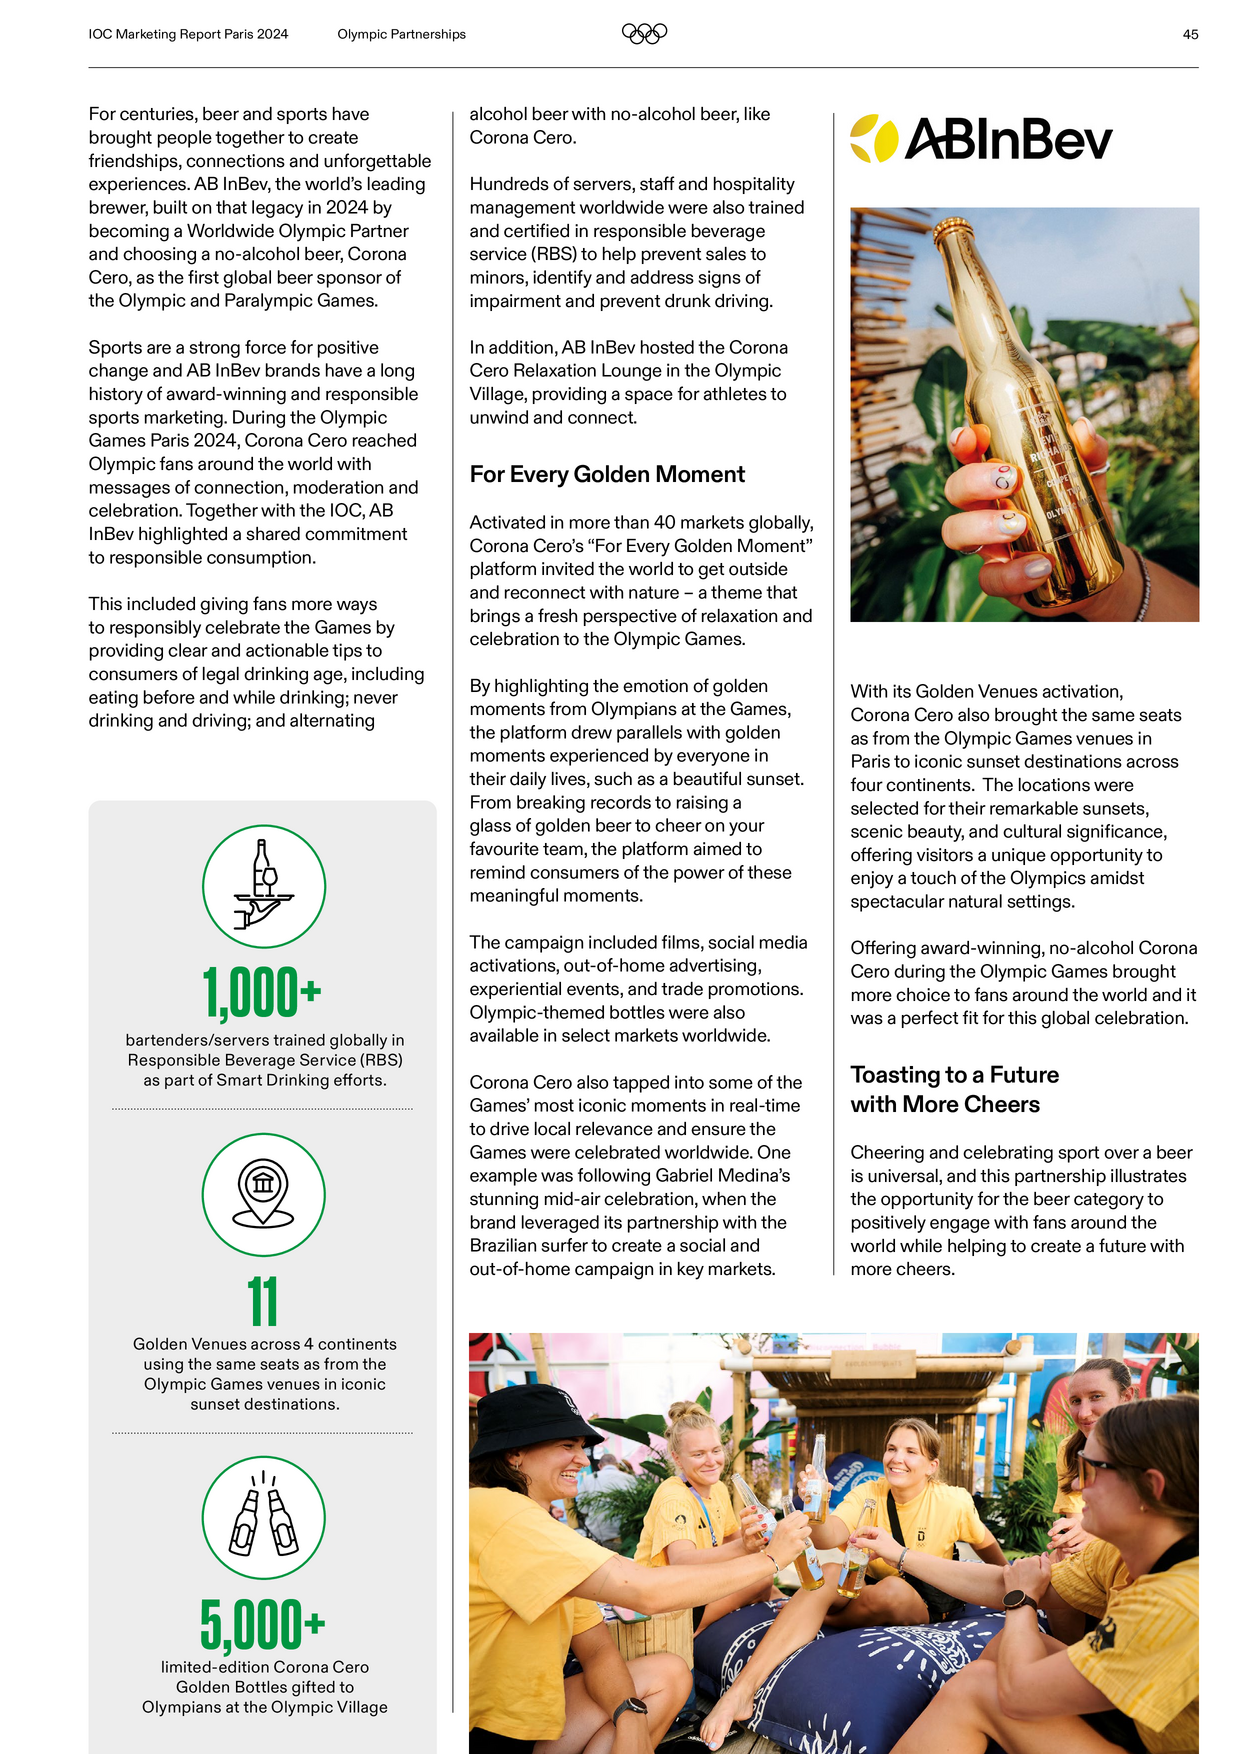 IOC Marketing Report Paris 2024
Olympic Partnerships
45
For centuries, beer and sports have
brought people together to create
friendships, connections and unforgettable
experiences. AB InBev, the world's leading
brewer, built on that legacy in 2024 by
becoming a Worldwide Olympic Partner
and choosing a no-alcohol beer, Corona
Cero, as the first global beer sponsor of
the Olympic and Paralympic Games.
Sports are a strong force for positive
change and AB InBev brands have a long
history of award-winning and responsible
sports marketing. During the Olympic
Games Paris 2024, Corona Cero reached
Olympic fans around the world with
messages of connection, moderation and
celebration. Together with the IOC, AB
InBev highlighted a shared commitment
to responsible consumption.
This included giving fans more ways
to responsibly celebrate the Games by
providing clear and actionable tips to
consumers of legal drinking age, including
eating before and while drinking; never
drinking and driving; and alternating
1,000+
bartenders/servers trained globally in
Responsible Beverage Service (RBS)
as part of Smart Drinking efforts.
11
Golden Venues across 4 continents
using the same seats as from the
Olympic Games venues in iconic
sunset destinations.
5,000+
limited-edition Corona Cero
Golden Bottles gifted to
Olympians at the Olympic Village
alcohol beer with no-alcohol beer, like
Corona Cero.
Hundreds of servers, staff and hospitality
management worldwide were also trained
and certified in responsible beverage
service (RBS) to help prevent sales to
minors, identify and address signs of
impairment and prevent drunk driving.
In addition, AB InBev hosted the Corona
Cero Relaxation Lounge in the Olympic
Village, providing a space for athletes to
unwind and connect.
For Every Golden Moment
Activated in more than 40 markets globally,
Corona Cero's “For Every Golden Moment”
platform invited the world to get outside
and reconnect with nature – a theme that
brings a fresh perspective of relaxation and
celebration to the Olympic Games.
By highlighting the emotion of golden
moments from Olympians at the Games,
the platform drew parallels with golden
moments experienced by everyone in
their daily lives, such as a beautiful sunset.
From breaking records to raising a
glass of golden beer to cheer on your
favourite team, the platform aimed to
remind consumers of the power of these
meaningful moments.
The campaign included films, social media
activations, out-of-home advertising,
experiential events, and trade promotions.
Olympic-themed bottles were also
available in select markets worldwide.
Corona Cero also tapped into some of the
Games' most iconic moments in real-time
to drive local relevance and ensure the
Games were celebrated worldwide. One
example was following Gabriel Medina's
stunning mid-air celebration, when the
brand leveraged its partnership with the
Brazilian surfer to create a social and
out-of-home campaign in key markets.
ABInBev
With its Golden Venues activation,
Corona Cero also brought the same seats
as from the Olympic Games venues in
Paris to iconic sunset destinations across
four continents. The locations were
selected for their remarkable sunsets,
scenic beauty, and cultural significance,
offering visitors a unique opportunity to
enjoy a touch of the Olympics amidst
spectacular natural settings.
Offering award-winning, no-alcohol Corona
Cero during the Olympic Games brought
more choice to fans around the world and it
was a perfect fit for this global celebration.
Toasting to a Future
with More Cheers
Cheering and celebrating sport over a beer
is universal, and this partnership illustrates
the opportunity for the beer category to
positively engage with fans around the
world while helping to create a future with
more cheers.